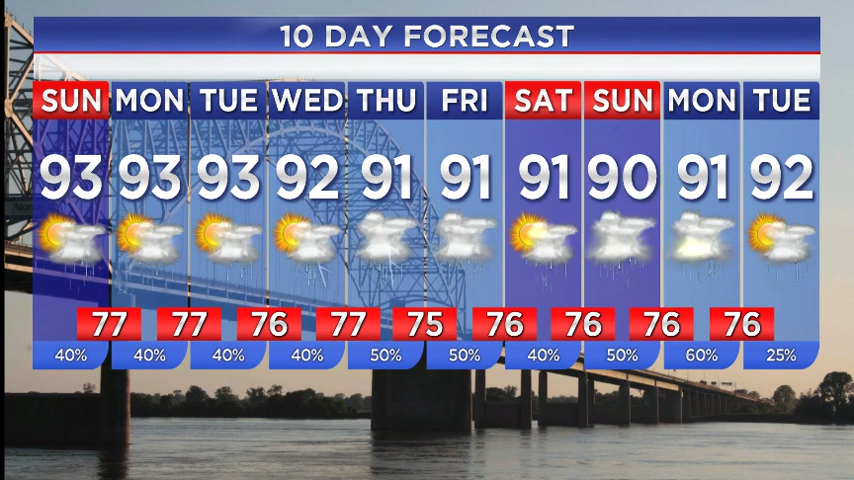 10 DAY FORECAST
SUN MON TUE WED THU FRI SAT SUN MON TUE
93 93 93 92 91 91 91 90 91 92
77 77 76 77 75 76 76 76 76
40% 40% 40% 40% 50% 50% 40% 50% 60% 25%